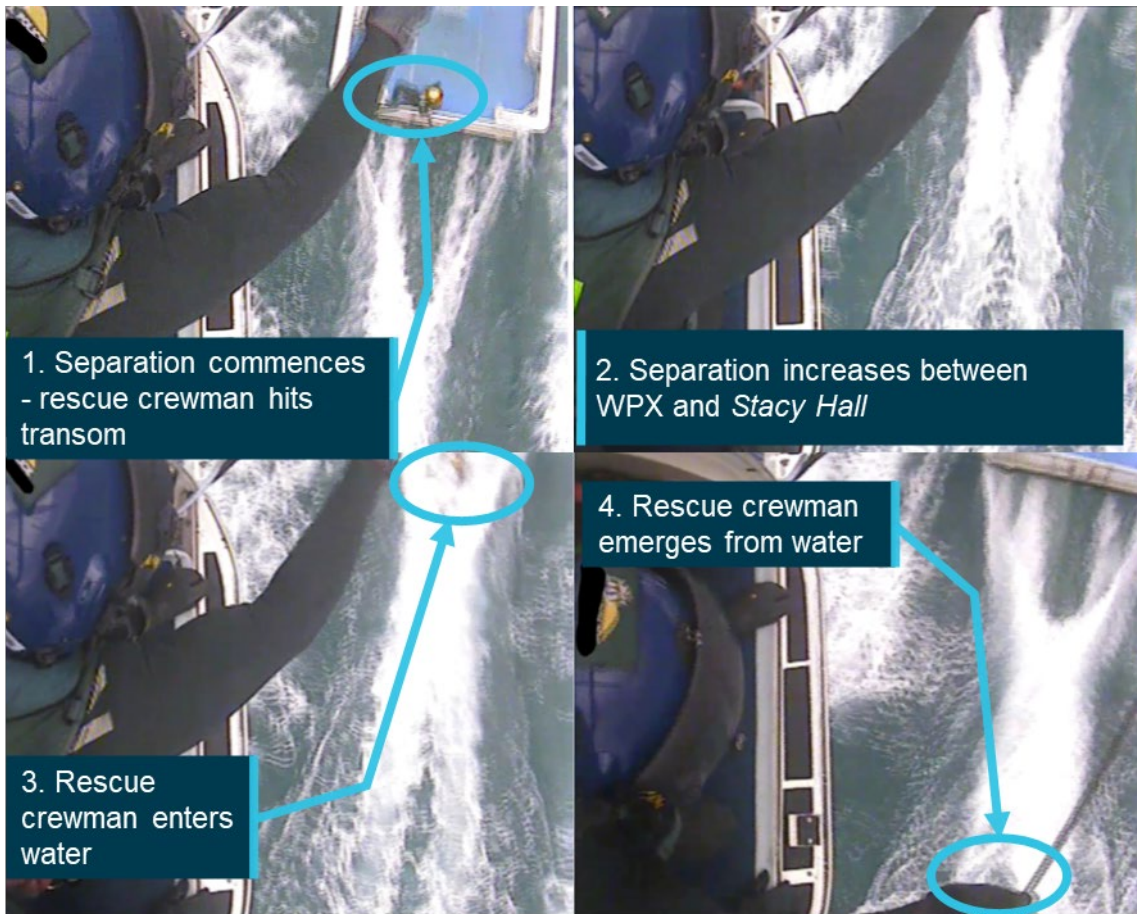 1. Separation commences
- rescue crewman hits
transom
2. Separation increases between
WPX and Stacy Hall
3. Rescue
crewman enters
water
4. Rescue crewman
emerges from water